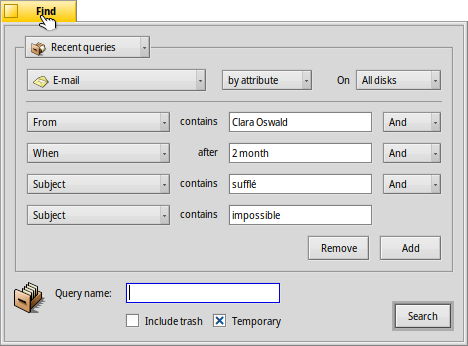 Find
Recent queries
E-mail by attribute On All disks
From contains Clara Oswald And
When after 2 month And
Subject contains sufflé And
Subject contains impossible
Remove Add
Query name:
Include trash Temporary
Search